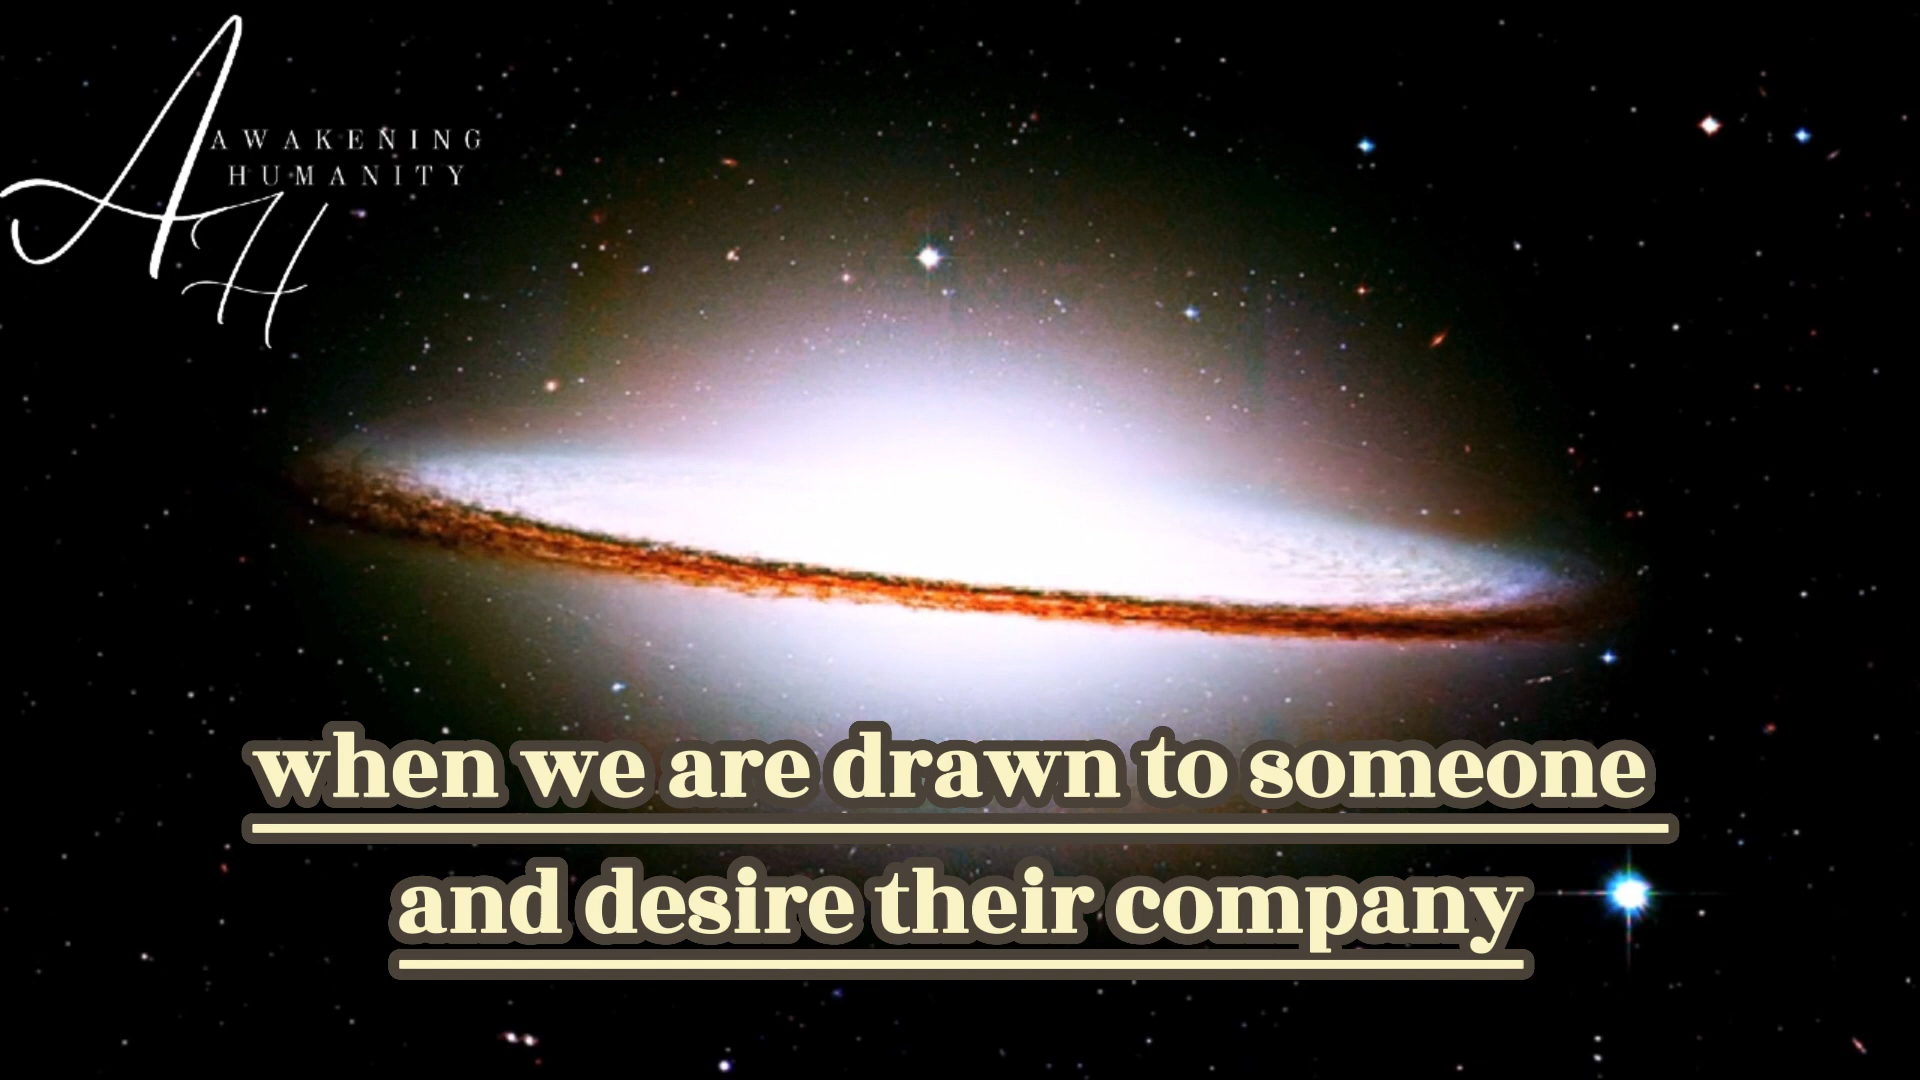 A
AWAKENING
HUMANITY
H
when we are drawn to someone
and desire their company